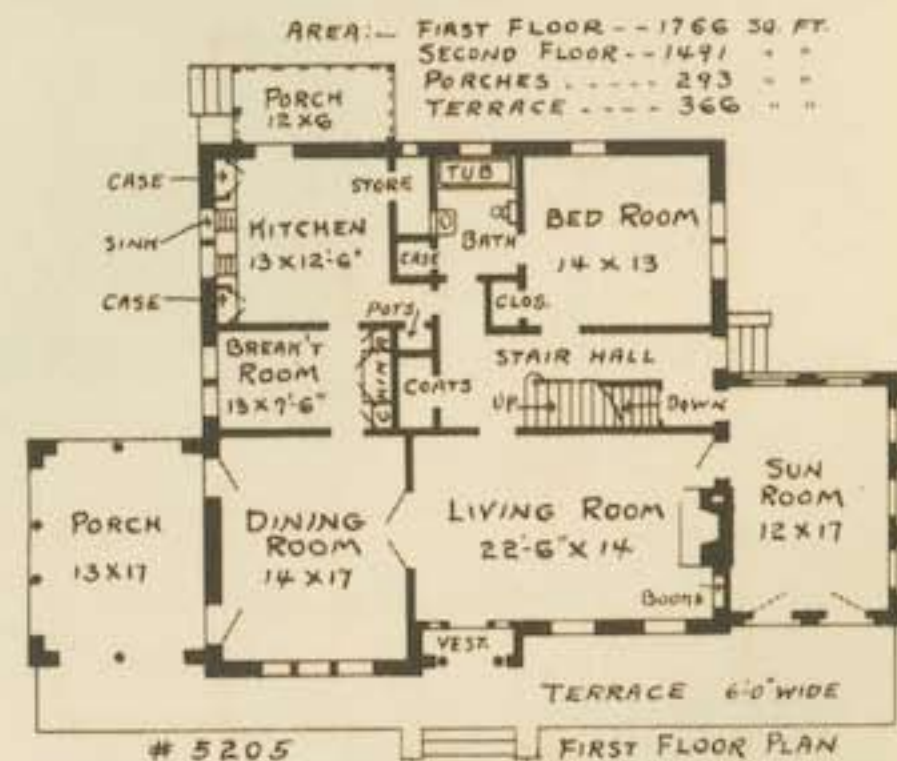 AREA:— FIRST FLOOR -- 1766 SQ. FT.
SECOND FLOOR -- 1491 " "
PORCHES ----- 293 " "
TERRACE ---- 366 " "
PORCH
12 X 6
CASE
SINK
CASE
KITCHEN
13 X 12'-6"
STORE
CASE
TUB
BATH
BED ROOM
14 X 13
CLOS.
POTS
BREAK'T
ROOM
13 X 7'-6"
CHINA
COATS
STAIR HALL
UP
DOWN
PORCH
13 X 17
DINING
ROOM
14 X 17
LIVING ROOM
22'-6" X 14
BOOKS
SUN
ROOM
12 X 17
VEST.
TERRACE 6'-0" WIDE
# 5205
FIRST FLOOR PLAN